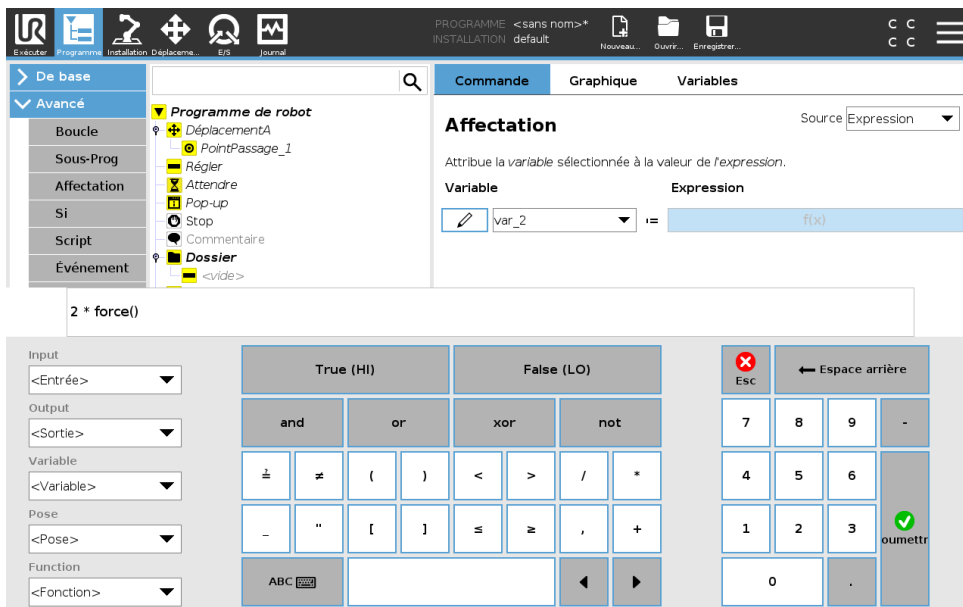 PROGRAMME <sans nom>*
INSTALLATION default
Exécuter
Programme
Installation
Déplaceme...
E/S
Journal
Nouveau...
Ouvrir...
Enregistrer...
C C
C C
De base
Avancé
Boucle
Sous-Prog
Affectation
Si
Script
Événement
Programme de robot
DéplacementA
PointPassage_1
Régler
Attendre
Pop-up
Stop
Commentaire
Dossier
<vide>
Commande Graphique Variables
Affectation
Source Expression
Attribue la variable sélectionnée à la valeur de l'expression.
Variable Expression
var_2 := f(x)
2 * force()
Input
<Entrée>
Output
<Sortie>
Variable
<Variable>
Pose
<Pose>
Function
<Fonction>
True (HI) False (LO)
and or xor not
≟ ≠ ( ) < > / *
_ " [ ] ≤ ≥ , +
ABC
Esc Espace arrière
7 8 9 -
4 5 6
1 2 3 oumettr
0 .